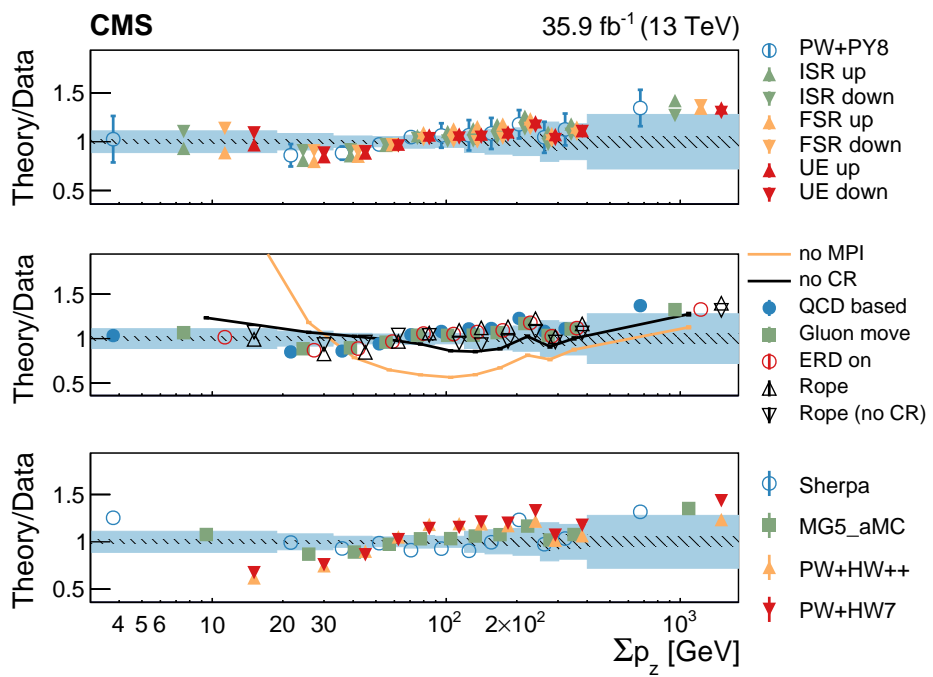 CMS 35.9 fb⁻¹ (13 TeV)
Theory/Data
1.5
1
0.5
PW+PY8
ISR up
ISR down
FSR up
FSR down
UE up
UE down
Theory/Data
1.5
1
0.5
no MPI
no CR
QCD based
Gluon move
ERD on
Rope
Rope (no CR)
Theory/Data
1.5
1
0.5
Sherpa
MG5_aMC
PW+HW++
PW+HW7
4 5 6 10 20 30 10² 2×10² 10³
Σp_z [GeV]